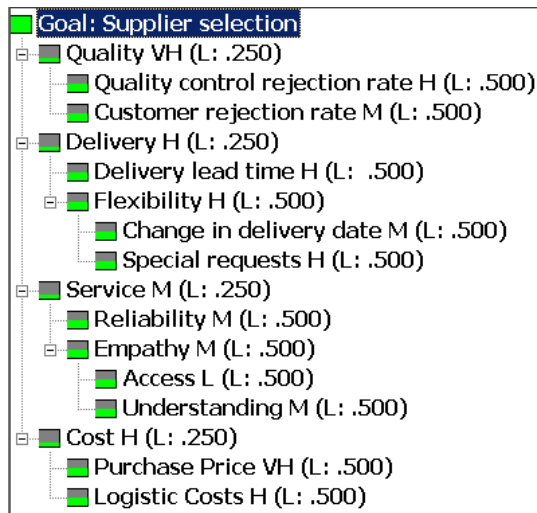 Goal: Supplier selection
Quality VH (L: .250)
Quality control rejection rate H (L: .500)
Customer rejection rate M (L: .500)
Delivery H (L: .250)
Delivery lead time H (L: .500)
Flexibility H (L: .500)
Change in delivery date M (L: .500)
Special requests H (L: .500)
Service M (L: .250)
Reliability M (L: .500)
Empathy M (L: .500)
Access L (L: .500)
Understanding M (L: .500)
Cost H (L: .250)
Purchase Price VH (L: .500)
Logistic Costs H (L: .500)